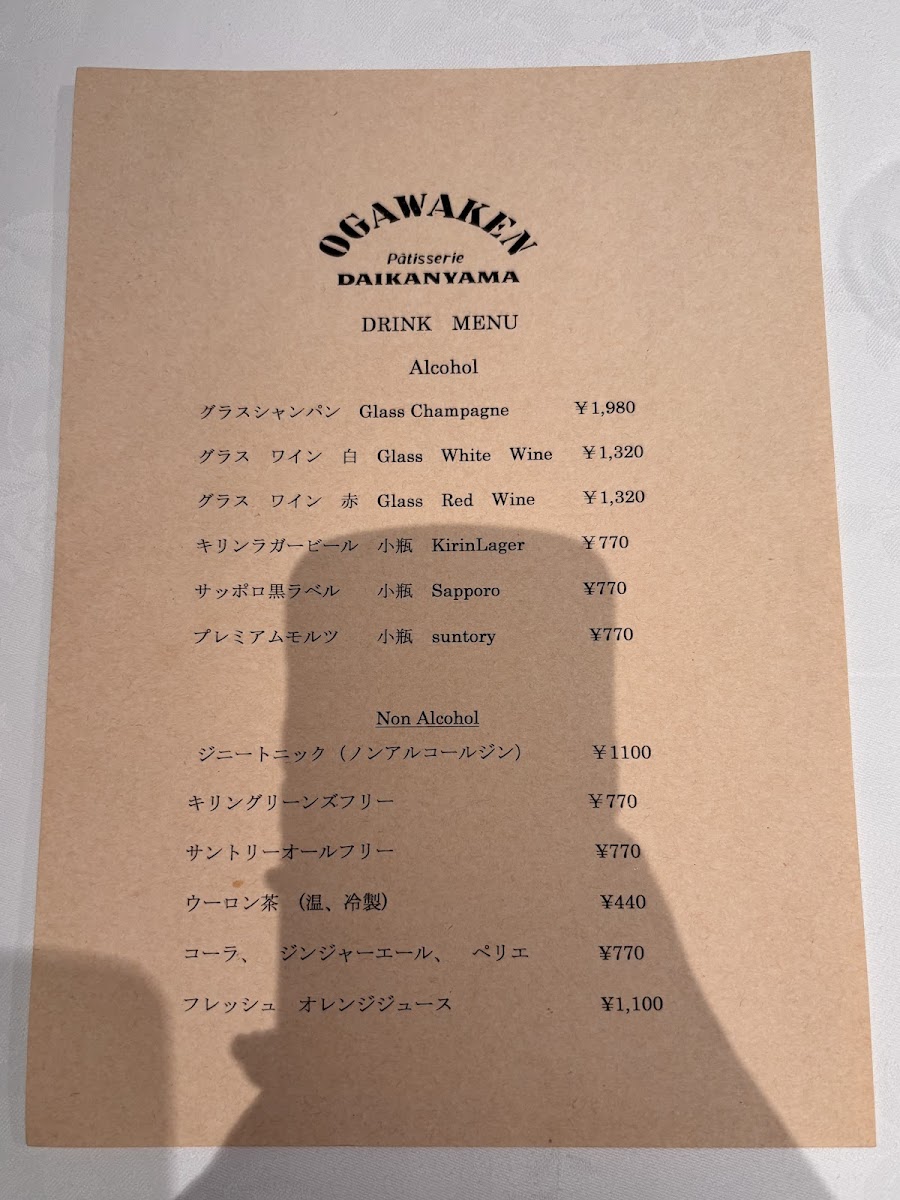 OGAWAKEN
Pâtisserie
DAIKANYAMA
DRINK MENU
Alcohol
グラスシャンパン Glass Champagne ￥1,980
グラス ワイン 白 Glass White Wine ￥1,320
グラス ワイン 赤 Glass Red Wine ￥1,320
キリンラガービール 小瓶 KirinLager ￥770
サッポロ黒ラベル 小瓶 Sapporo ¥770
プレミアムモルツ 小瓶 suntory ¥770
Non Alcohol
ジニートニック（ノンアルコールジン） ￥1100
キリングリーンズフリー ￥770
サントリーオールフリー ¥770
ウーロン茶 (温、冷製) ¥440
コーラ、 ジンジャーエール、 ペリエ ¥770
フレッシュ オレンジジュース ¥1,100